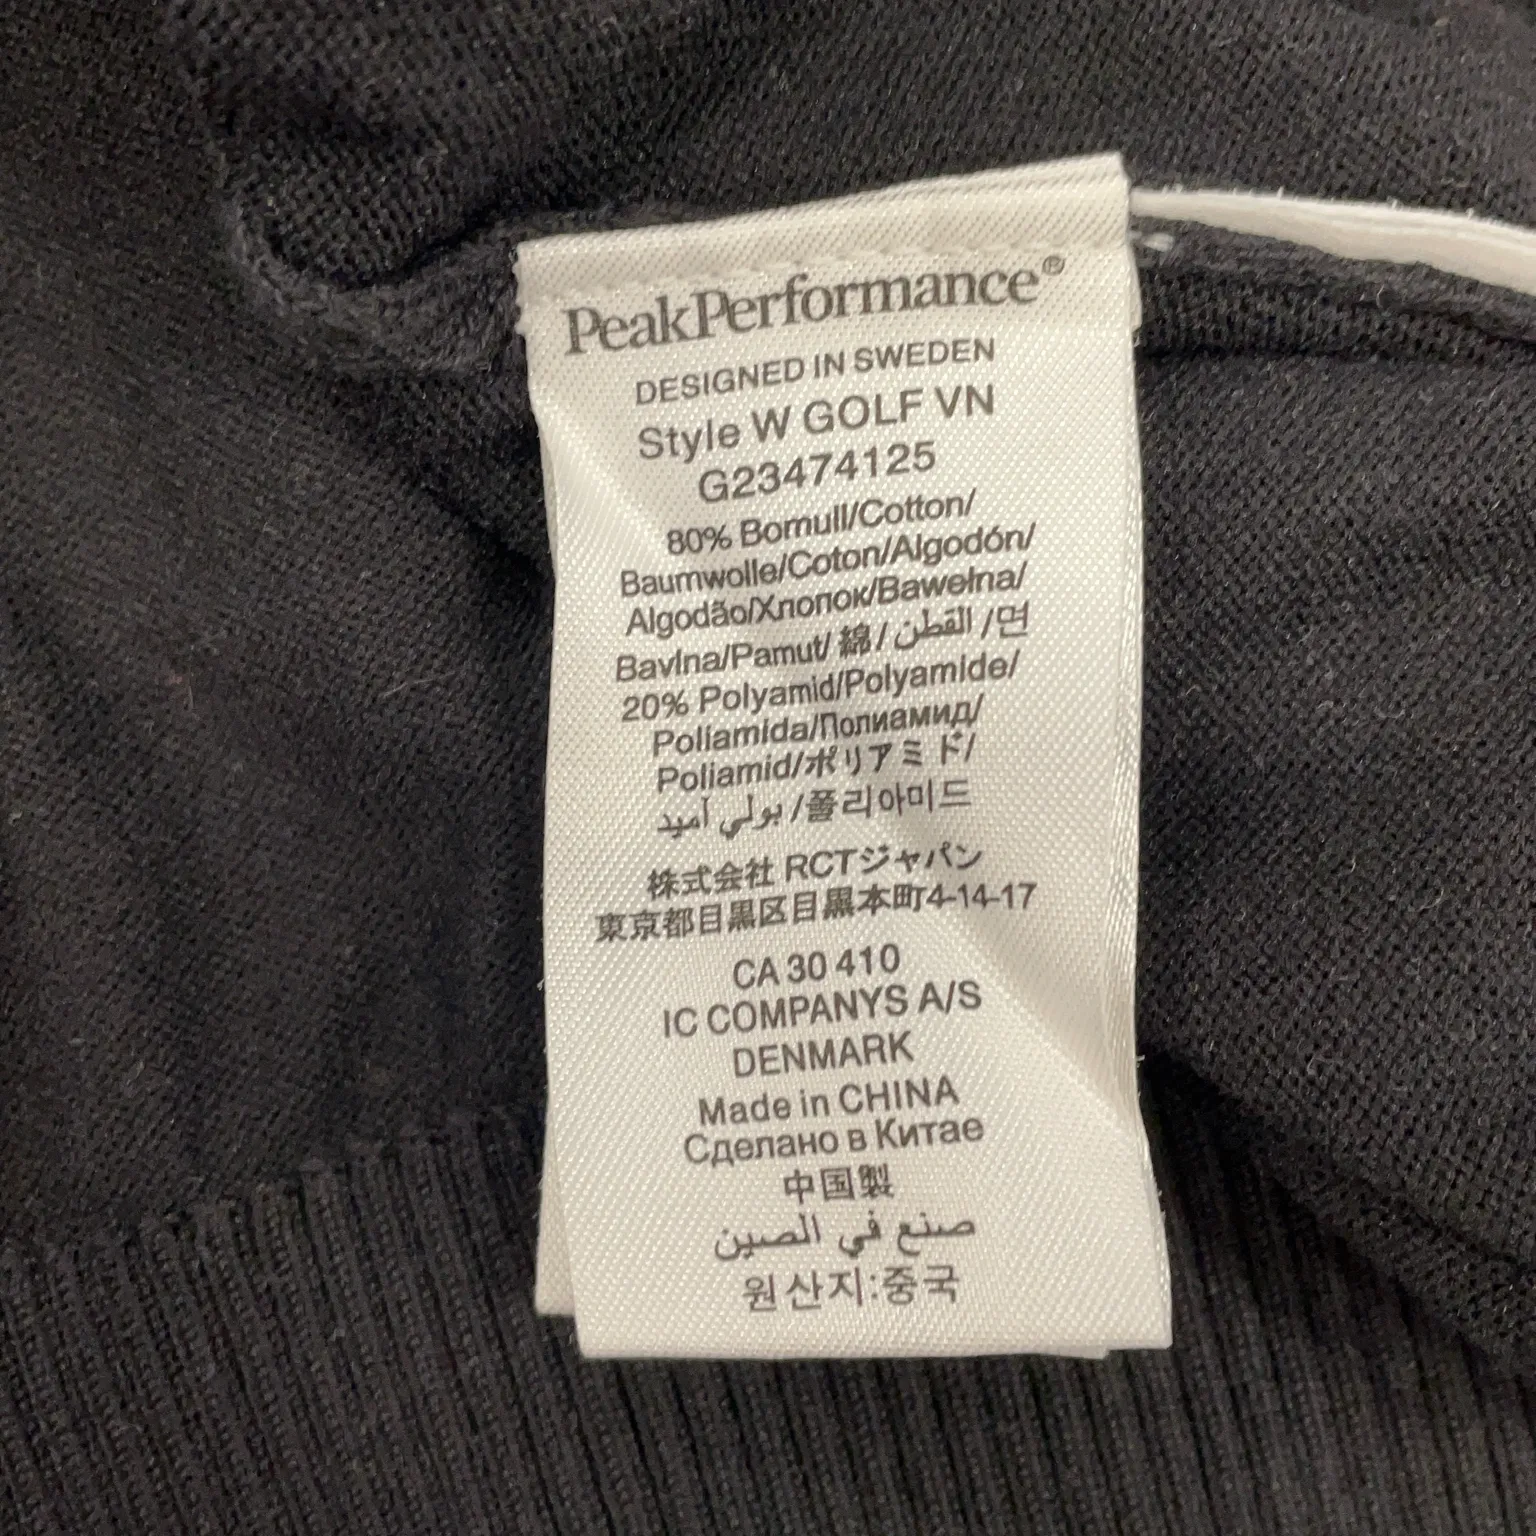 PeakPerformance®
DESIGNED IN SWEDEN
Style W GOLF VN
G23474125
80% Bomull/Cotton/
Baumwolle/Coton/Algodón/
Algodão/Хлопок/Bawełna/
Bavlna/Pamut/ 綿/ القطن /면
20% Polyamid/Polyamide/
Poliamida/Полиамид/
Poliamid/ポリアミド/
بولي أميد /폴리아미드
株式会社 RCTジャパン
東京都目黒区目黒本町4-14-17
CA 30 410
IC COMPANYS A/S
DENMARK
Made in CHINA
Сделано в Китае
中国製
صنع في الصين
원산지:중국